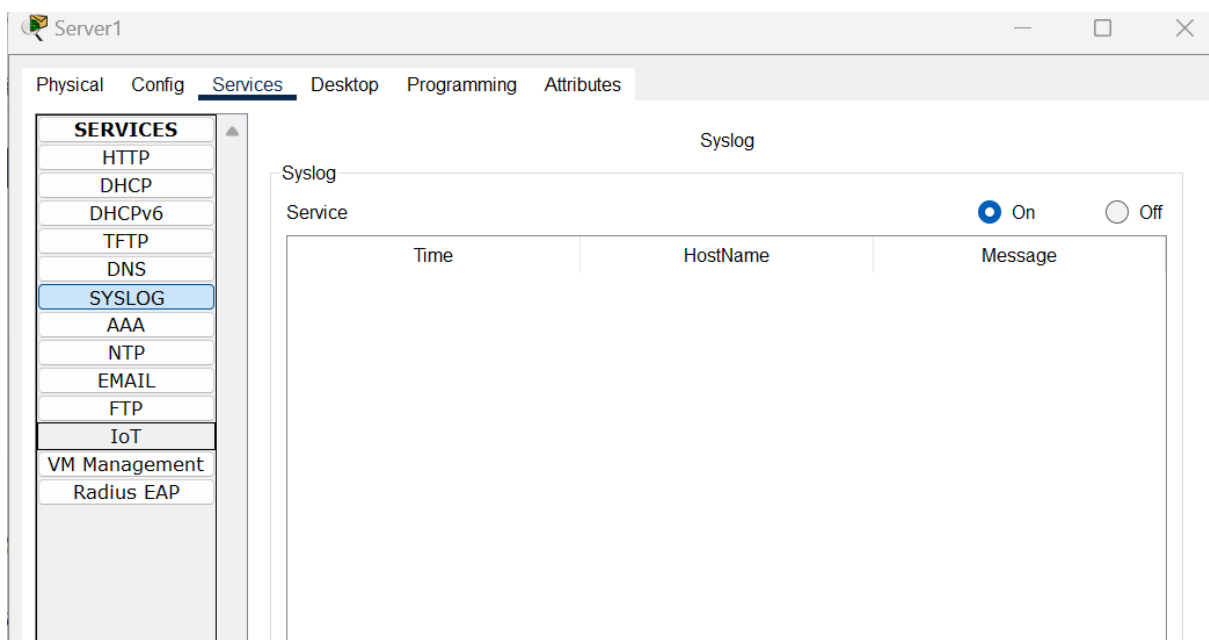 Server1
Physical Config Services Desktop Programming Attributes
SERVICES
HTTP
DHCP
DHCPv6
TFTP
DNS
SYSLOG
AAA
NTP
EMAIL
FTP
IoT
VM Management
Radius EAP
Syslog
Syslog
Service On Off
Time HostName Message